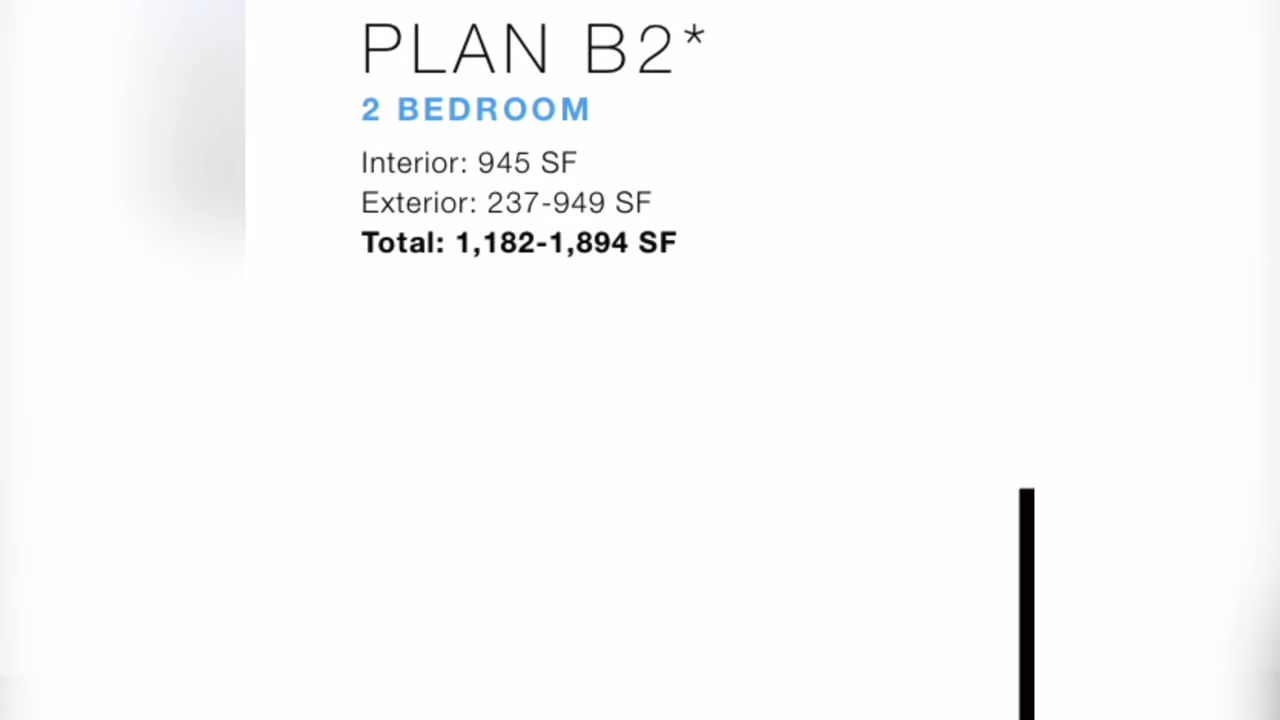 PLAN B2*
2 BEDROOM
Interior: 945 SF
Exterior: 237-949 SF
Total: 1,182-1,894 SF